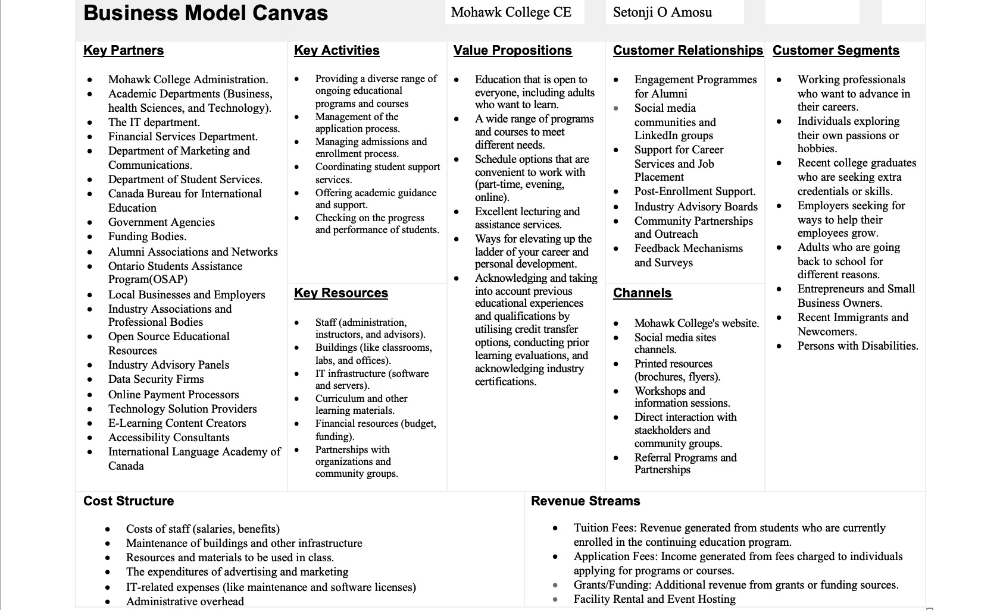 Business Model Canvas
Mohawk College CE
Setonji O Amosu
Key Partners
• Mohawk College Administration.
• Academic Departments (Business,
health Sciences, and Technology).
• The IT department.
• Financial Services Department.
• Department of Marketing and
Communications.
• Department of Student Services.
• Canada Bureau for International
Education
• Government Agencies
• Funding Bodies.
• Alumni Associations and Networks
• Ontario Students Assistance
Program(OSAP)
• Local Businesses and Employers
• Industry Associations and
Professional Bodies
• Open Source Educational
Resources
• Industry Advisory Panels
• Data Security Firms
• Online Payment Processors
• Technology Solution Providers
• E-Learning Content Creators
• Accessibility Consultants
• International Language Academy of
Canada
Key Activities
• Providing a diverse range of
ongoing educational
programs and courses
• Management of the
application process.
• Managing admissions and
enrollment process.
• Coordinating student support
services.
• Offering academic guidance
and support.
• Checking on the progress
and performance of students.
Key Resources
• Staff (administration,
instructors, and advisors).
• Buildings (like classrooms,
labs, and offices).
• IT infrastructure (software
and servers).
• Curriculum and other
learning materials.
• Financial resources (budget,
funding).
• Partnerships with
organizations and
community groups.
Value Propositions
• Education that is open to
everyone, including adults
who want to learn.
• A wide range of programs
and courses to meet
different needs.
• Schedule options that are
convenient to work with
(part-time, evening,
online).
• Excellent lecturing and
assistance services.
• Ways for elevating up the
ladder of your career and
personal development.
• Acknowledging and taking
into account previous
educational experiences
and qualifications by
utilising credit transfer
options, conducting prior
learning evaluations, and
acknowledging industry
certifications.
Customer Relationships
• Engagement Programmes
for Alumni
• Social media
communities and
LinkedIn groups
• Support for Career
Services and Job
Placement
• Post-Enrollment Support.
• Industry Advisory Boards
• Community Partnerships
and Outreach
• Feedback Mechanisms
and Surveys
Channels
• Mohawk College's website.
• Social media sites
channels.
• Printed resources
(brochures, flyers).
• Workshops and
information sessions.
• Direct interaction with
staekholders and
community groups.
• Referral Programs and
Partnerships
Customer Segments
• Working professionals
who want to advance in
their careers.
• Individuals exploring
their own passions or
hobbies.
• Recent college graduates
who are seeking extra
credentials or skills.
• Employers seeking for
ways to help their
employees grow.
• Adults who are going
back to school for
different reasons.
• Entrepreneurs and Small
Business Owners.
• Recent Immigrants and
Newcomers.
• Persons with Disabilities.
Cost Structure
• Costs of staff (salaries, benefits)
• Maintenance of buildings and other infrastructure
• Resources and materials to be used in class.
• The expenditures of advertising and marketing
• IT-related expenses (like maintenance and software licenses)
• Administrative overhead
Revenue Streams
• Tuition Fees: Revenue generated from students who are currently
enrolled in the continuing education program.
• Application Fees: Income generated from fees charged to individuals
applying for programs or courses.
• Grants/Funding: Additional revenue from grants or funding sources.
• Facility Rental and Event Hosting